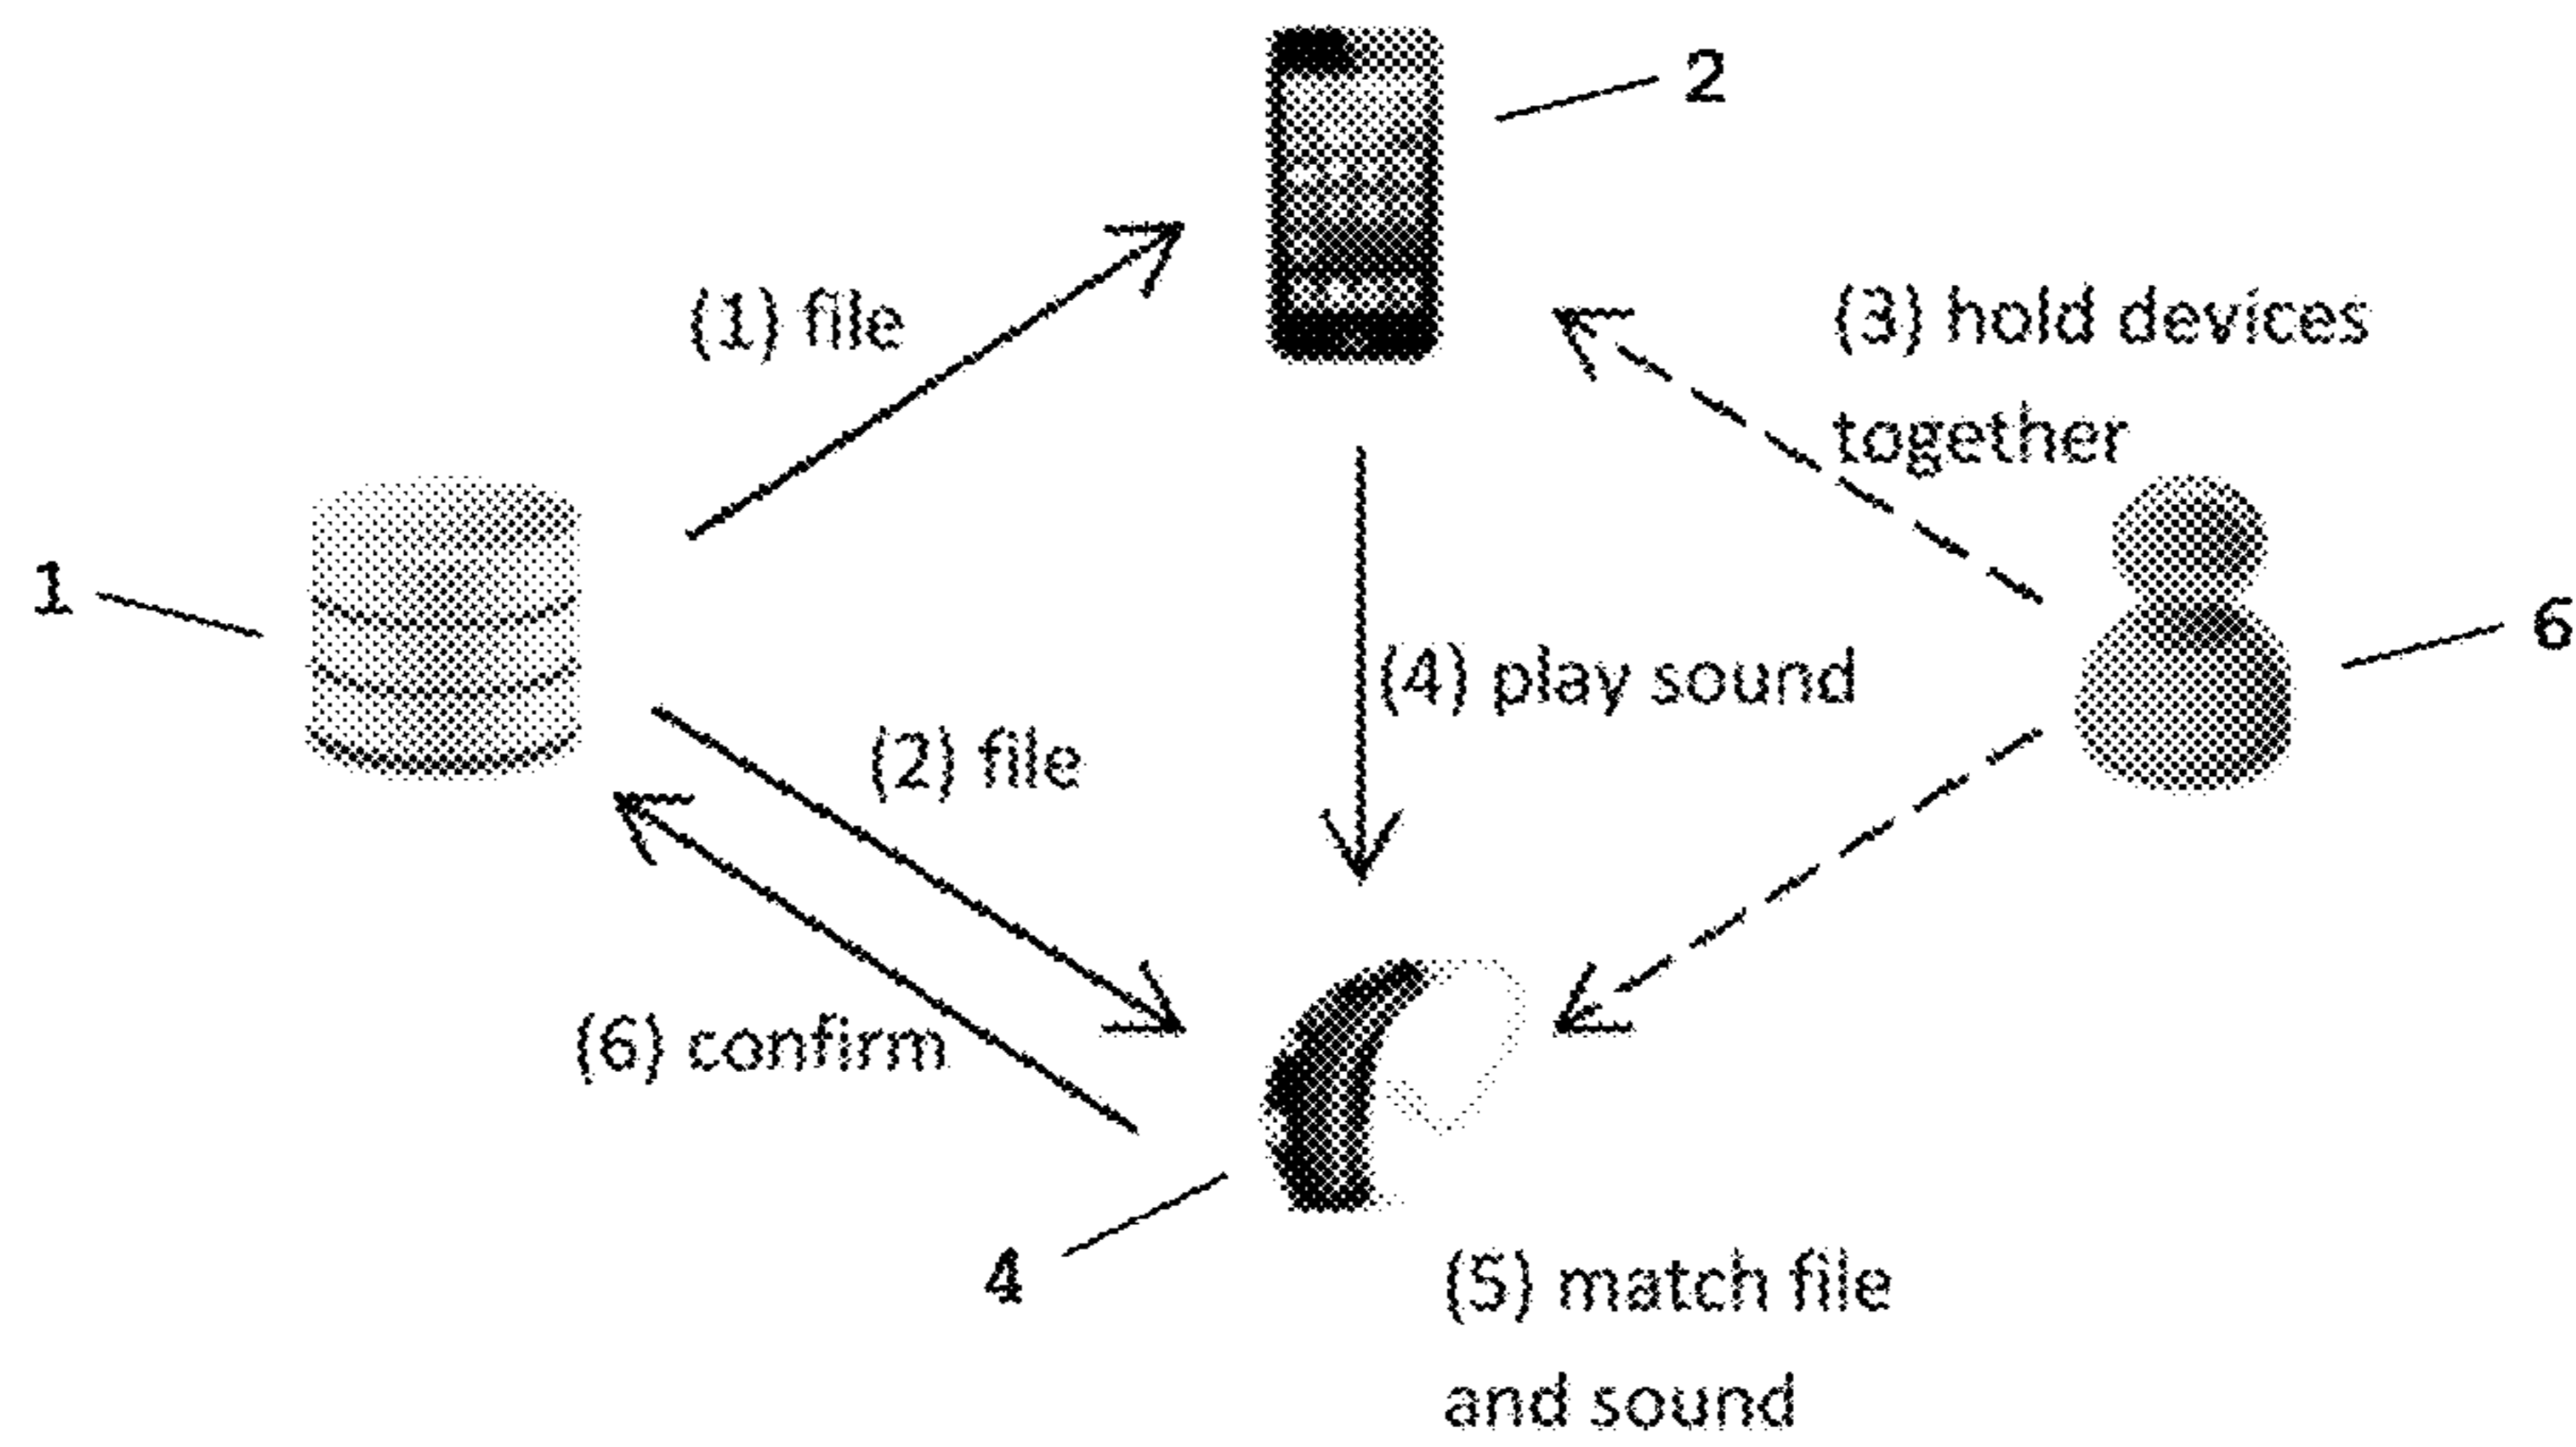 2
(1) file
(3) hold devices
together
1
6
(4) play sound
(2) file
(6) confirm
4
(5) match file
and sound